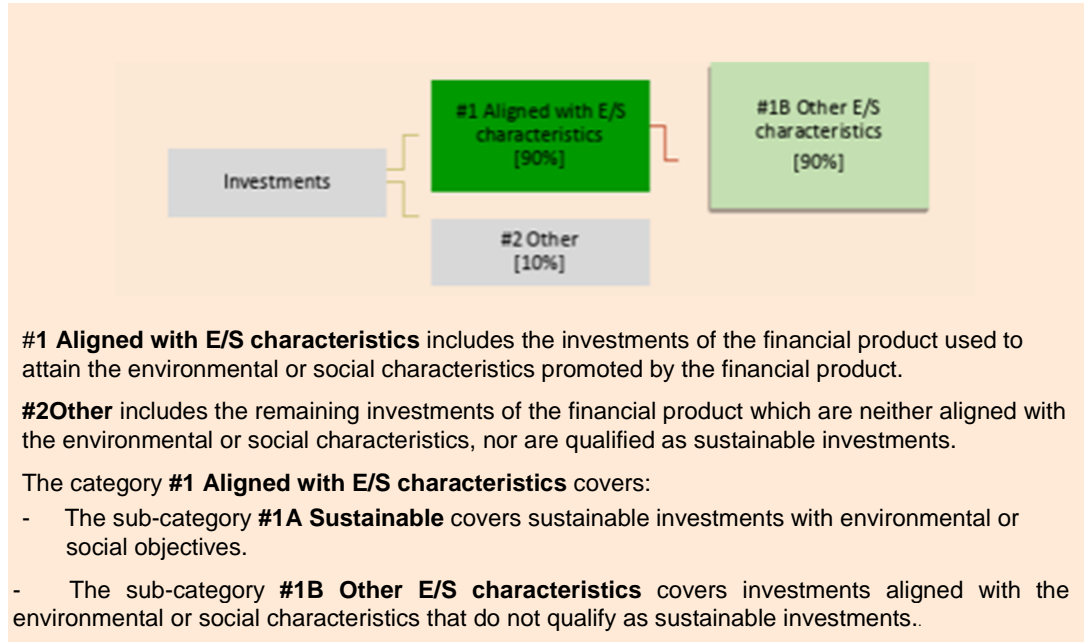 #1 Aligned with E/S
characteristics
[90%]
#1B Other E/S
characteristics
[90%]
Investments
#2 Other
[10%]
#1 Aligned with E/S characteristics includes the investments of the financial product used to
attain the environmental or social characteristics promoted by the financial product.
#2Other includes the remaining investments of the financial product which are neither aligned with
the environmental or social characteristics, nor are qualified as sustainable investments.
The category #1 Aligned with E/S characteristics covers:
- The sub-category #1A Sustainable covers sustainable investments with environmental or
social objectives.
- The sub-category #1B Other E/S characteristics covers investments aligned with the
environmental or social characteristics that do not qualify as sustainable investments..